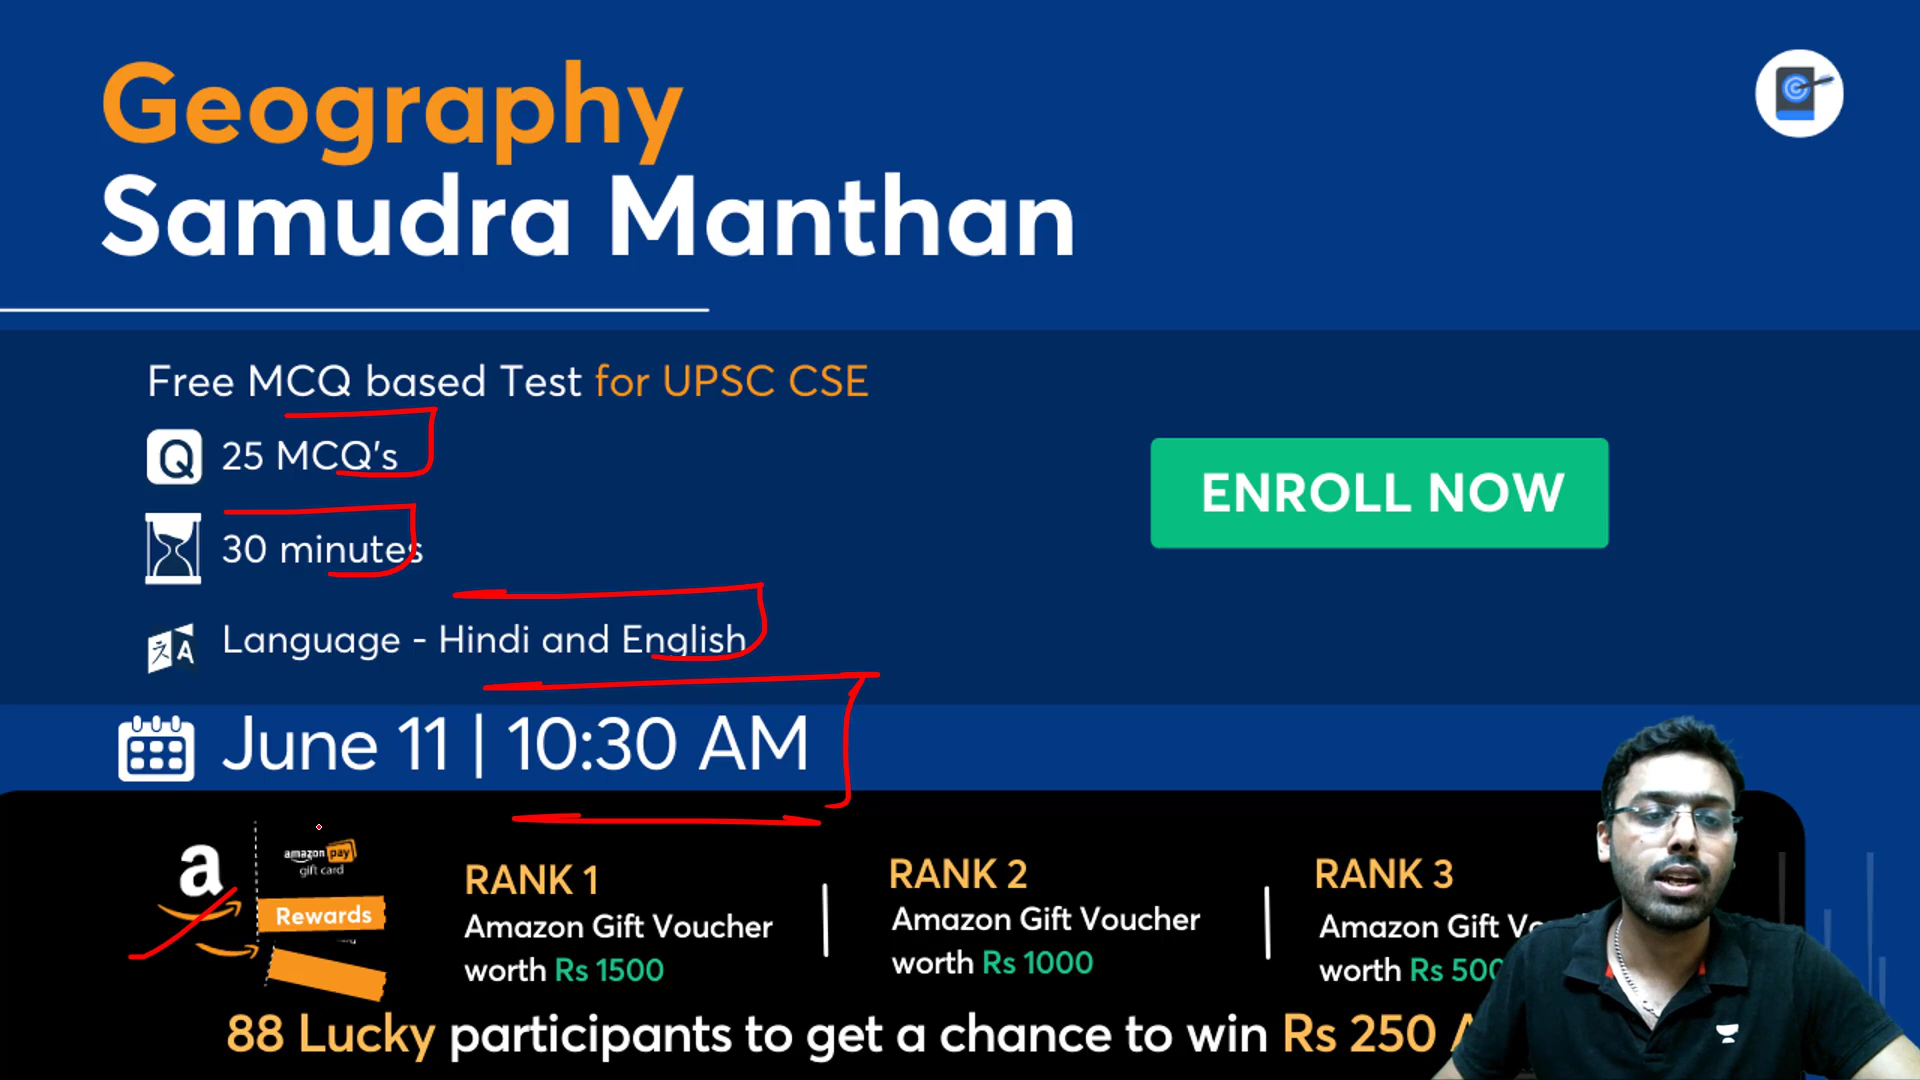 Geography
Samudra Manthan
Free MCQ based Test for UPSC CSE
Q 25 MCQ's
30 minutes
A Language - Hindi and English
June 11 | 10:30 AM
ENROLL NOW
a
amazon pay
gift card
Rewards
RANK 1
Amazon Gift Voucher
worth Rs 1500
RANK 2
Amazon Gift Voucher
worth Rs 1000
RANK 3
Amazon Gift
worth Rs 500
88 Lucky participants to get a chance to win Rs 250